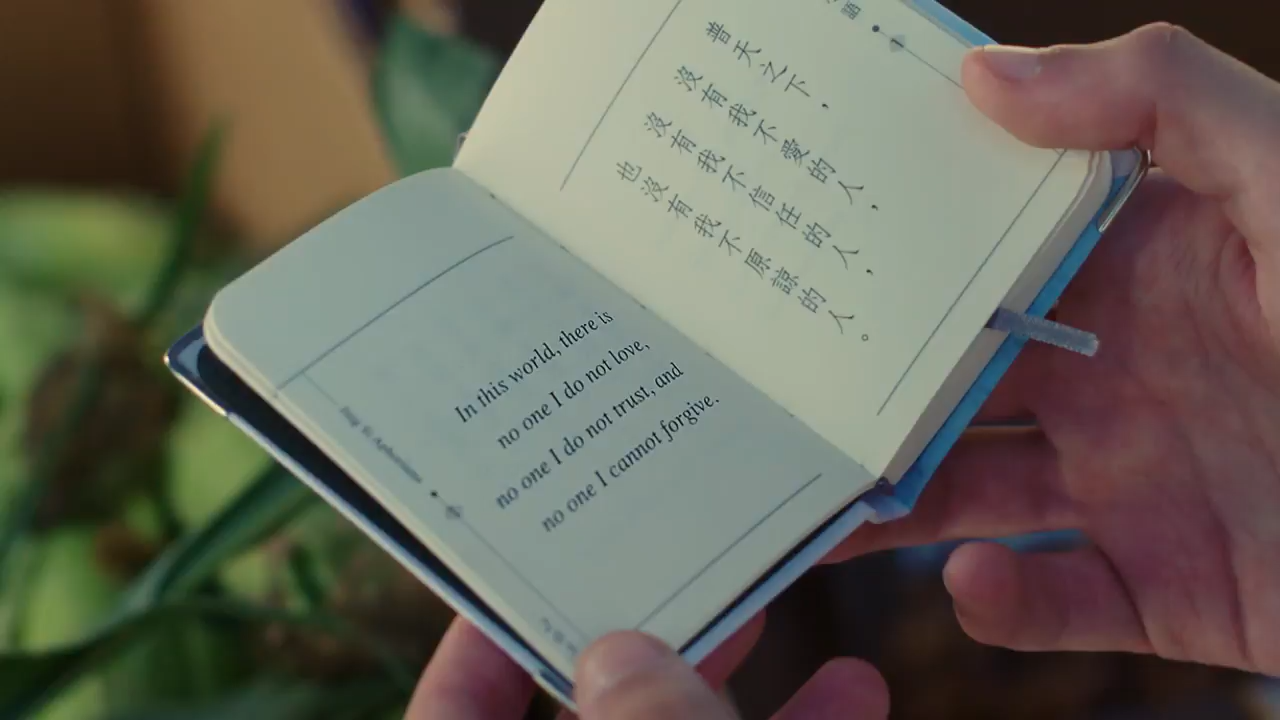 In this world, there is
no one I do not love,
no one I do not trust, and
no one I cannot forgive.
普天之下，
沒有我不愛的人，
沒有我不信任的人，
也沒有我不原諒的人。